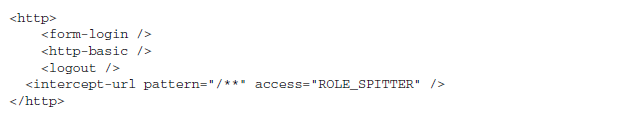 <http>
    <form-login />
    <http-basic />
    <logout />
  <intercept-url pattern="/**" access="ROLE_SPITTER" />
</http>